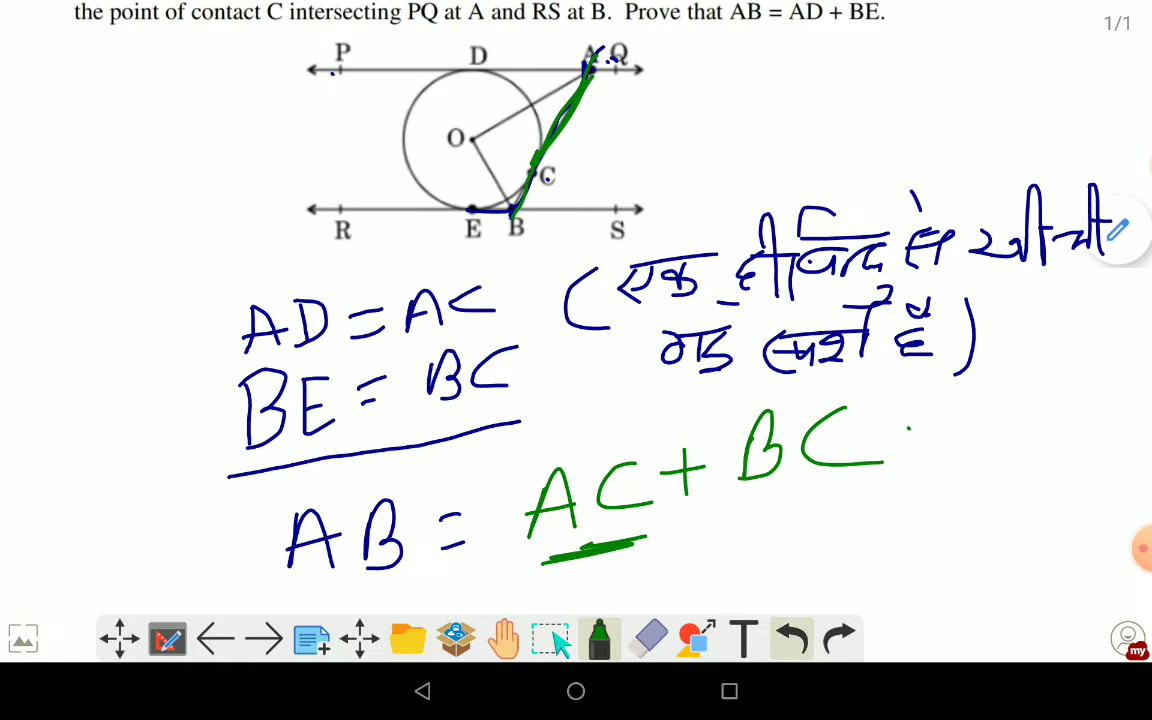 the point of contact C intersecting PQ at A and RS at B. Prove that AB = AD + BE.
1/1
P D A Q
O
C
R E B S
AD = AC (एक ही बिन्दु से खींची
BE = BC गई स्पर्श है)
AB = AC + BC
T
my